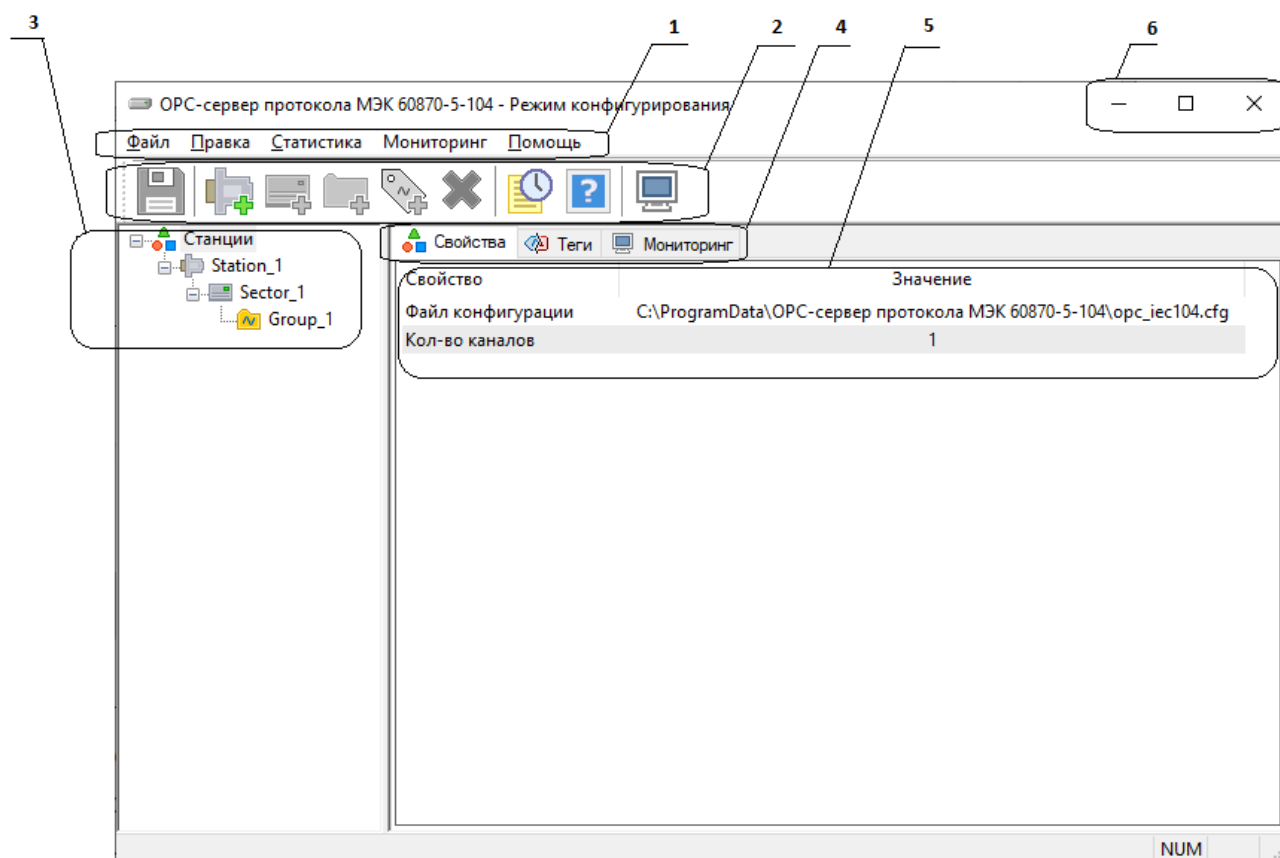 3
1
2
4
5
6
ОРС-сервер протокола МЭК 60870-5-104 - Режим конфигурирования
Файл Правка Статистика Мониторинг Помощь
Станции
Station_1
Sector_1
Group_1
Свойства Теги Мониторинг
Свойство Значение
Файл конфигурации C:\ProgramData\ОРС-сервер протокола МЭК 60870-5-104\opc_iec104.cfg
Кол-во каналов 1
NUM